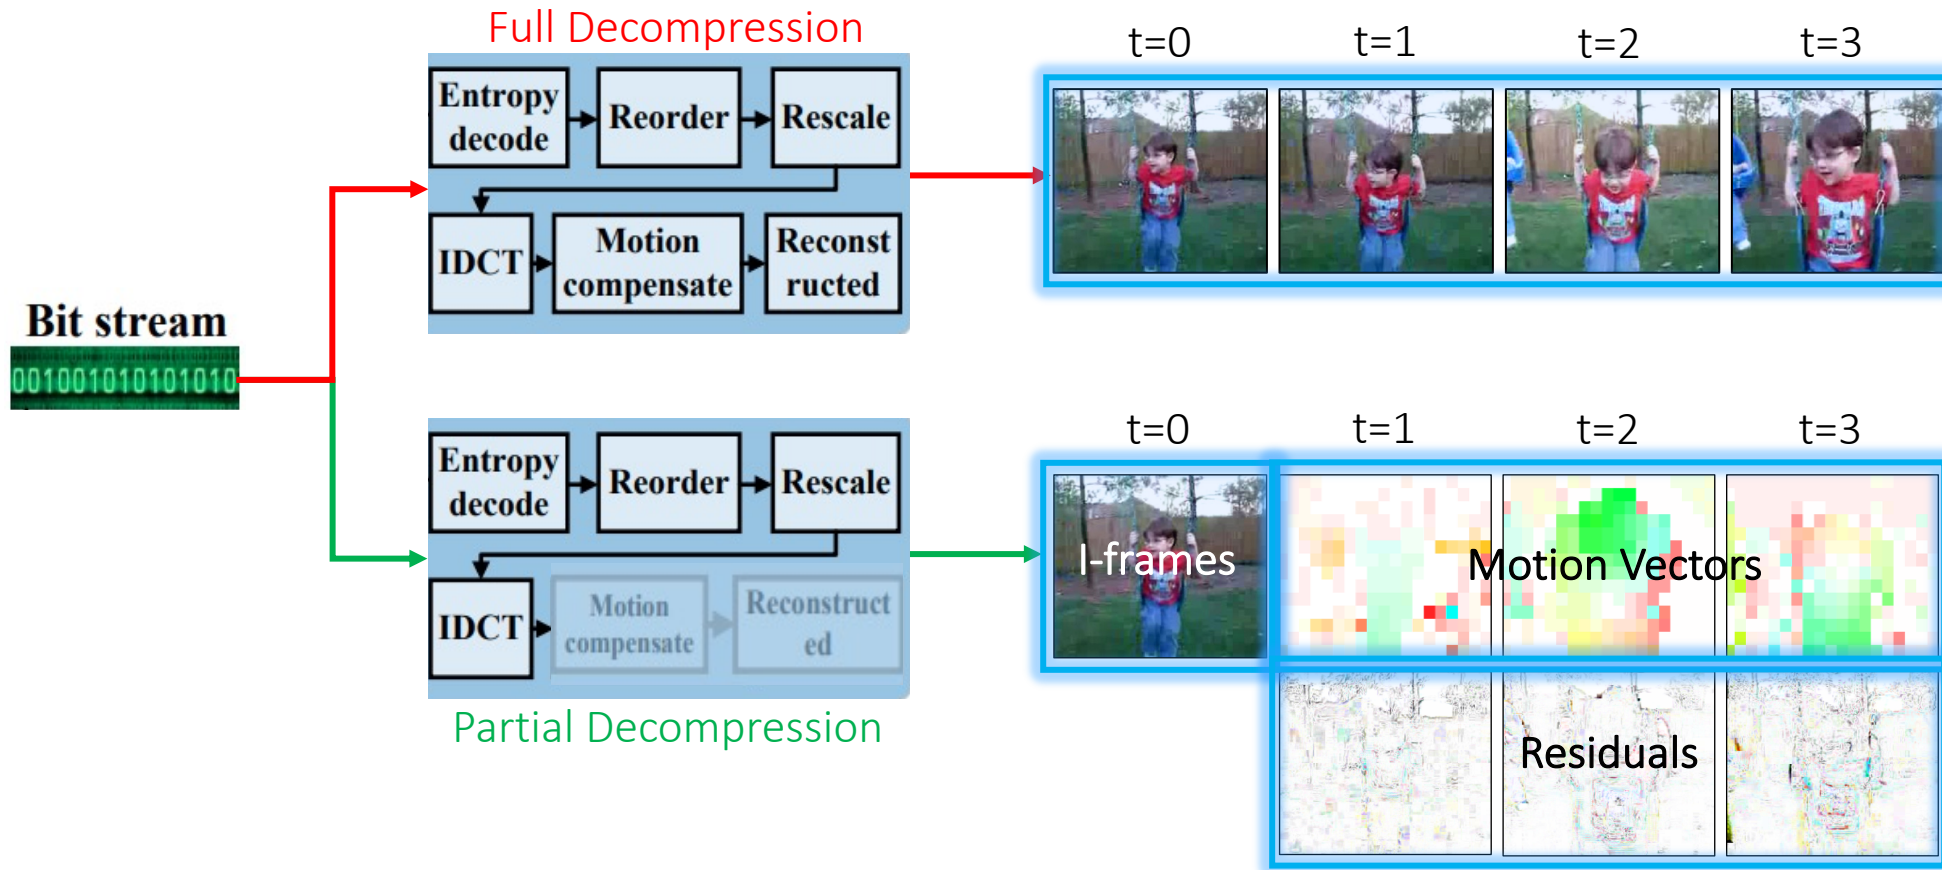 Full Decompression
Entropy
decode
Reorder
Rescale
IDCT
Motion
compensate
Reconst
ructed
t=0
t=1
t=2
t=3
Bit stream
001001010101010
Entropy
decode
Reorder
Rescale
IDCT
Motion
compensate
Reconstruct
ed
Partial Decompression
t=0
t=1
t=2
t=3
I-frames
Motion Vectors
Residuals